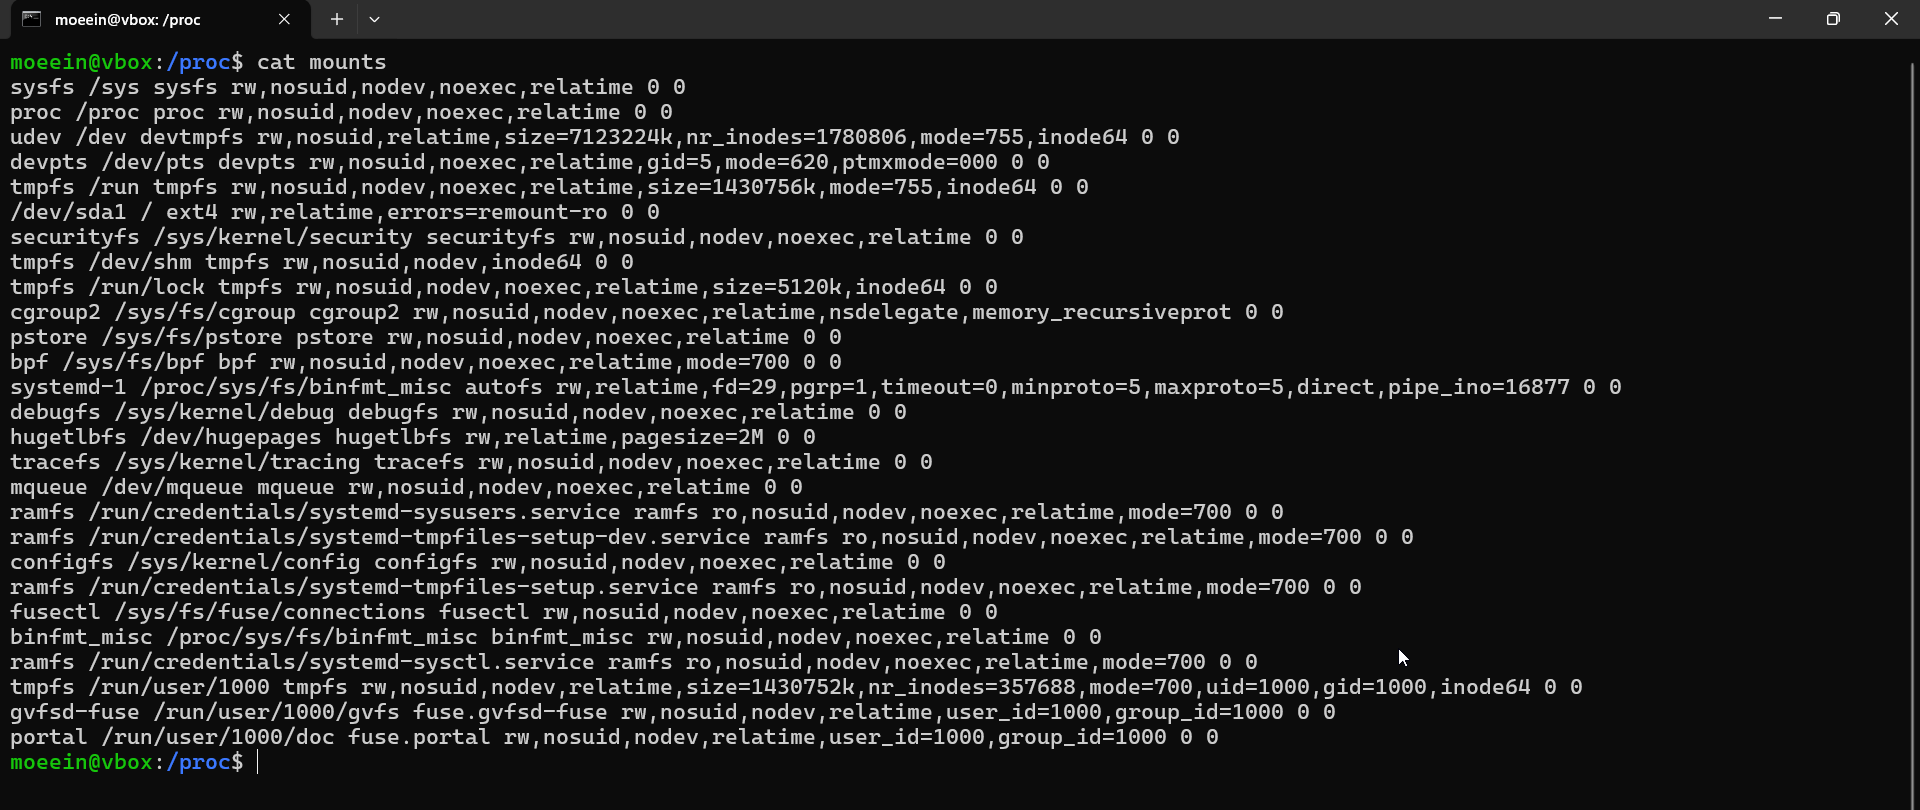 moeein@vbox: /proc
moeein@vbox:/proc$ cat mounts
sysfs /sys sysfs rw,nosuid,nodev,noexec,relatime 0 0
proc /proc proc rw,nosuid,nodev,noexec,relatime 0 0
udev /dev devtmpfs rw,nosuid,relatime,size=7123224k,nr_inodes=1780806,mode=755,inode64 0 0
devpts /dev/pts devpts rw,nosuid,noexec,relatime,gid=5,mode=620,ptmxmode=000 0 0
tmpfs /run tmpfs rw,nosuid,nodev,noexec,relatime,size=1430756k,mode=755,inode64 0 0
/dev/sda1 / ext4 rw,relatime,errors=remount-ro 0 0
securityfs /sys/kernel/security securityfs rw,nosuid,nodev,noexec,relatime 0 0
tmpfs /dev/shm tmpfs rw,nosuid,nodev,inode64 0 0
tmpfs /run/lock tmpfs rw,nosuid,nodev,noexec,relatime,size=5120k,inode64 0 0
cgroup2 /sys/fs/cgroup cgroup2 rw,nosuid,nodev,noexec,relatime,nsdelegate,memory_recursiveprot 0 0
pstore /sys/fs/pstore pstore rw,nosuid,nodev,noexec,relatime 0 0
bpf /sys/fs/bpf bpf rw,nosuid,nodev,noexec,relatime,mode=700 0 0
systemd-1 /proc/sys/fs/binfmt_misc autofs rw,relatime,fd=29,pgrp=1,timeout=0,minproto=5,maxproto=5,direct,pipe_ino=16877 0 0
debugfs /sys/kernel/debug debugfs rw,nosuid,nodev,noexec,relatime 0 0
hugetlbfs /dev/hugepages hugetlbfs rw,relatime,pagesize=2M 0 0
tracefs /sys/kernel/tracing tracefs rw,nosuid,nodev,noexec,relatime 0 0
mqueue /dev/mqueue mqueue rw,nosuid,nodev,noexec,relatime 0 0
ramfs /run/credentials/systemd-sysusers.service ramfs ro,nosuid,nodev,noexec,relatime,mode=700 0 0
ramfs /run/credentials/systemd-tmpfiles-setup-dev.service ramfs ro,nosuid,nodev,noexec,relatime,mode=700 0 0
configfs /sys/kernel/config configfs rw,nosuid,nodev,noexec,relatime 0 0
ramfs /run/credentials/systemd-tmpfiles-setup.service ramfs ro,nosuid,nodev,noexec,relatime,mode=700 0 0
fusectl /sys/fs/fuse/connections fusectl rw,nosuid,nodev,noexec,relatime 0 0
binfmt_misc /proc/sys/fs/binfmt_misc binfmt_misc rw,nosuid,nodev,noexec,relatime 0 0
ramfs /run/credentials/systemd-sysctl.service ramfs ro,nosuid,nodev,noexec,relatime,mode=700 0 0
tmpfs /run/user/1000 tmpfs rw,nosuid,nodev,relatime,size=1430752k,nr_inodes=357688,mode=700,uid=1000,gid=1000,inode64 0 0
gvfsd-fuse /run/user/1000/gvfs fuse.gvfsd-fuse rw,nosuid,nodev,relatime,user_id=1000,group_id=1000 0 0
portal /run/user/1000/doc fuse.portal rw,nosuid,nodev,relatime,user_id=1000,group_id=1000 0 0
moeein@vbox:/proc$